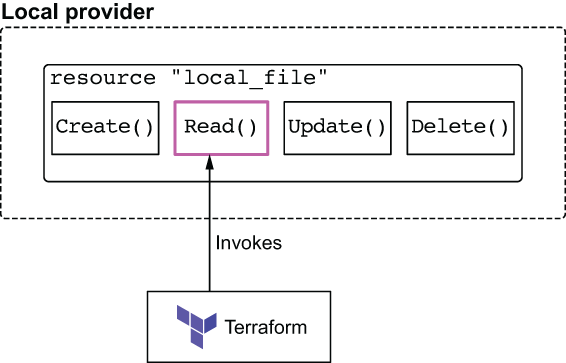 Local provider
resource "local_file"
Create()
Read()
Update()
Delete()
Invokes
Terraform